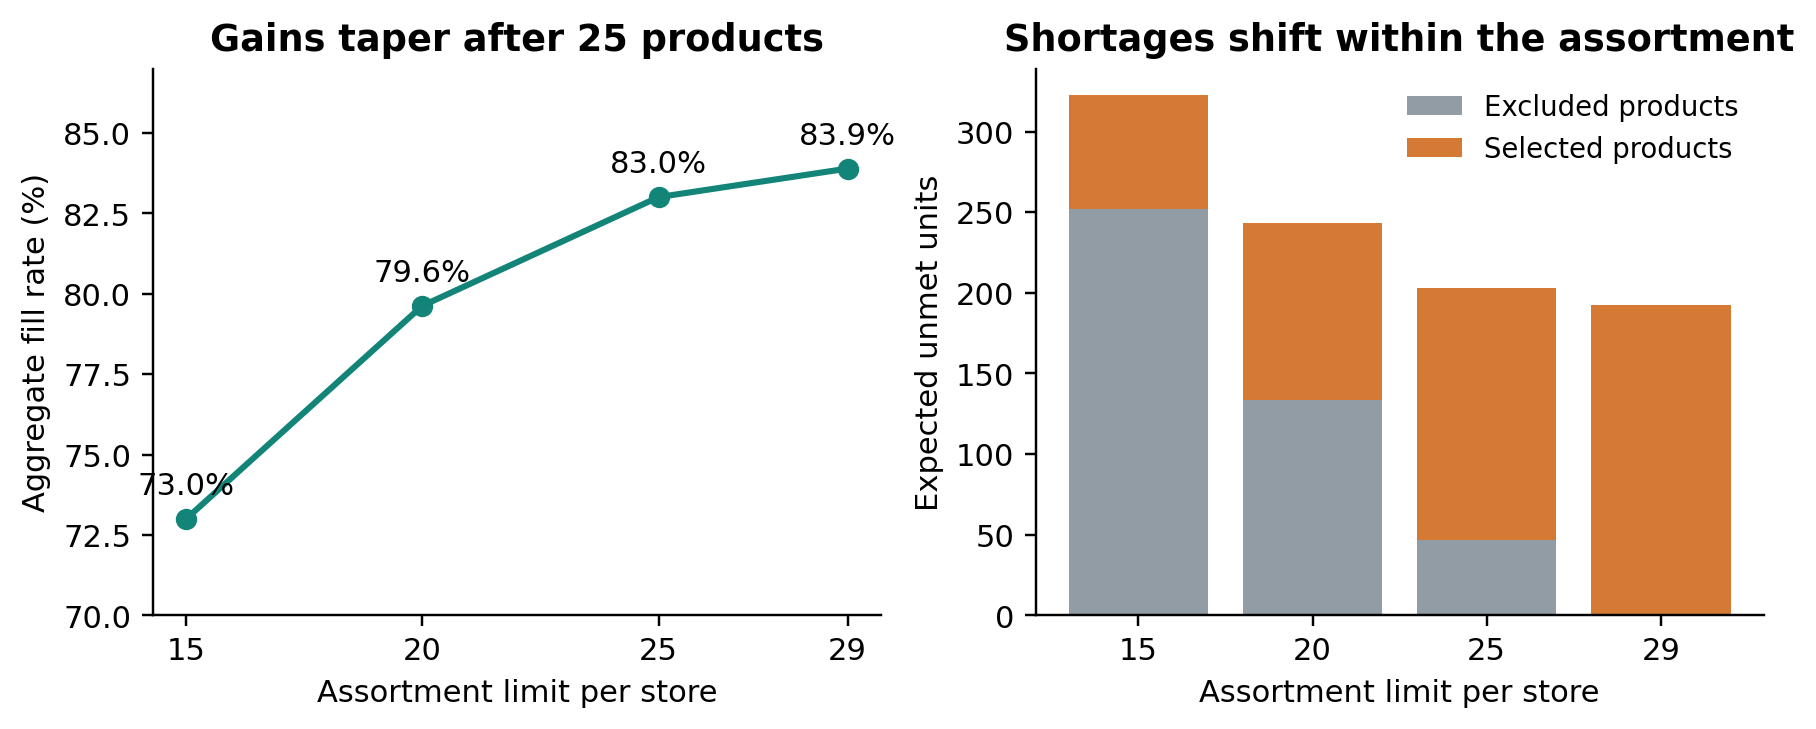 Gains taper after 25 products
Aggregate fill rate (%)
85.0
82.5
80.0
77.5
75.0
72.5
70.0
73.0%
79.6%
83.0%
83.9%
15 20 25 29
Assortment limit per store
Shortages shift within the assortment
Expected unmet units
300
250
200
150
100
50
0
Excluded products
Selected products
15 20 25 29
Assortment limit per store